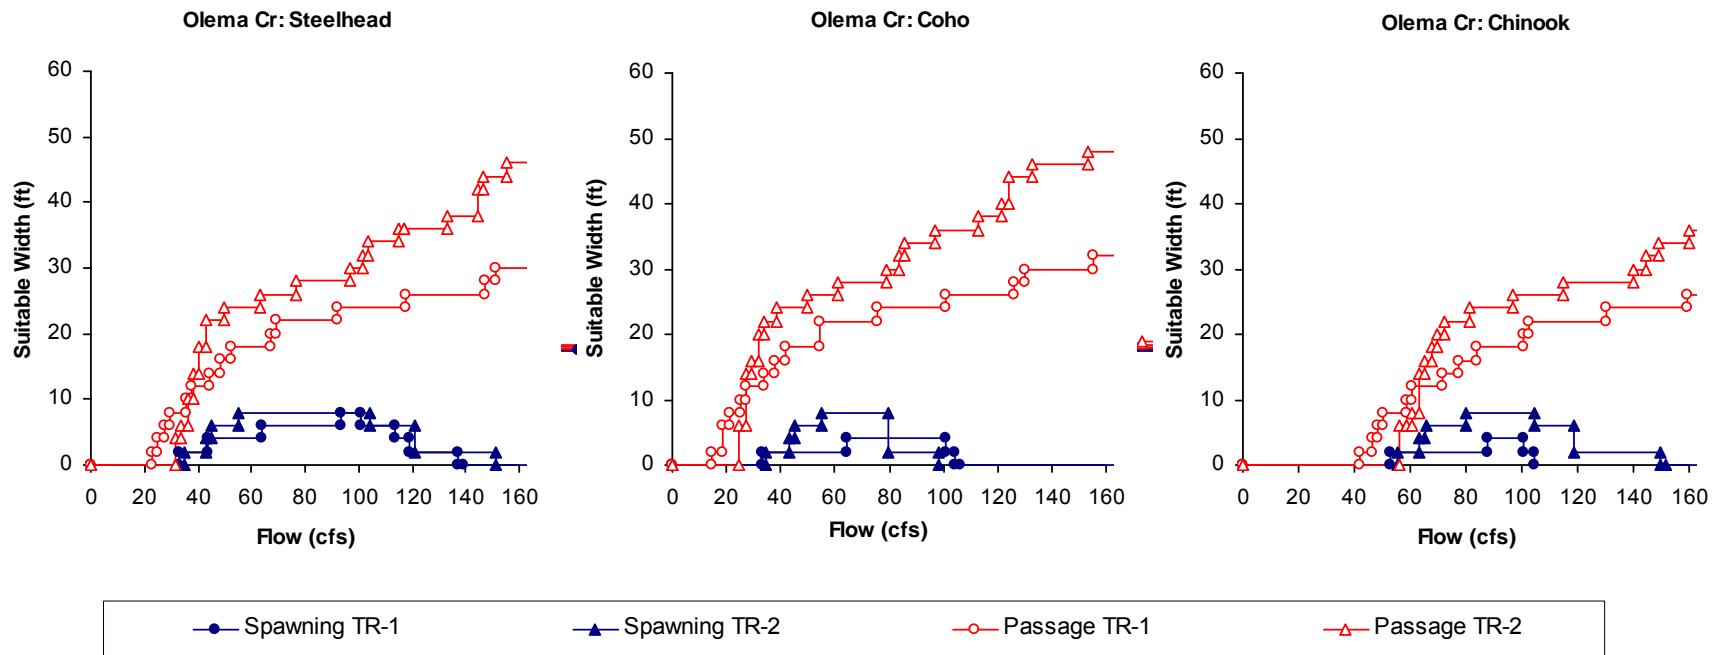 Olema Cr: Steelhead
Olema Cr: Coho
Olema Cr: Chinook
Suitable Width (ft)
60
50
40
30
20
10
0
0 20 40 60 80 100 120 140 160
Flow (cfs)
Suitable Width (ft)
60
50
40
30
20
10
0
0 20 40 60 80 100 120 140 160
Flow (cfs)
Suitable Width (ft)
60
50
40
30
20
10
0
0 20 40 60 80 100 120 140 160
Flow (cfs)
Spawning TR-1 Spawning TR-2 Passage TR-1 Passage TR-2